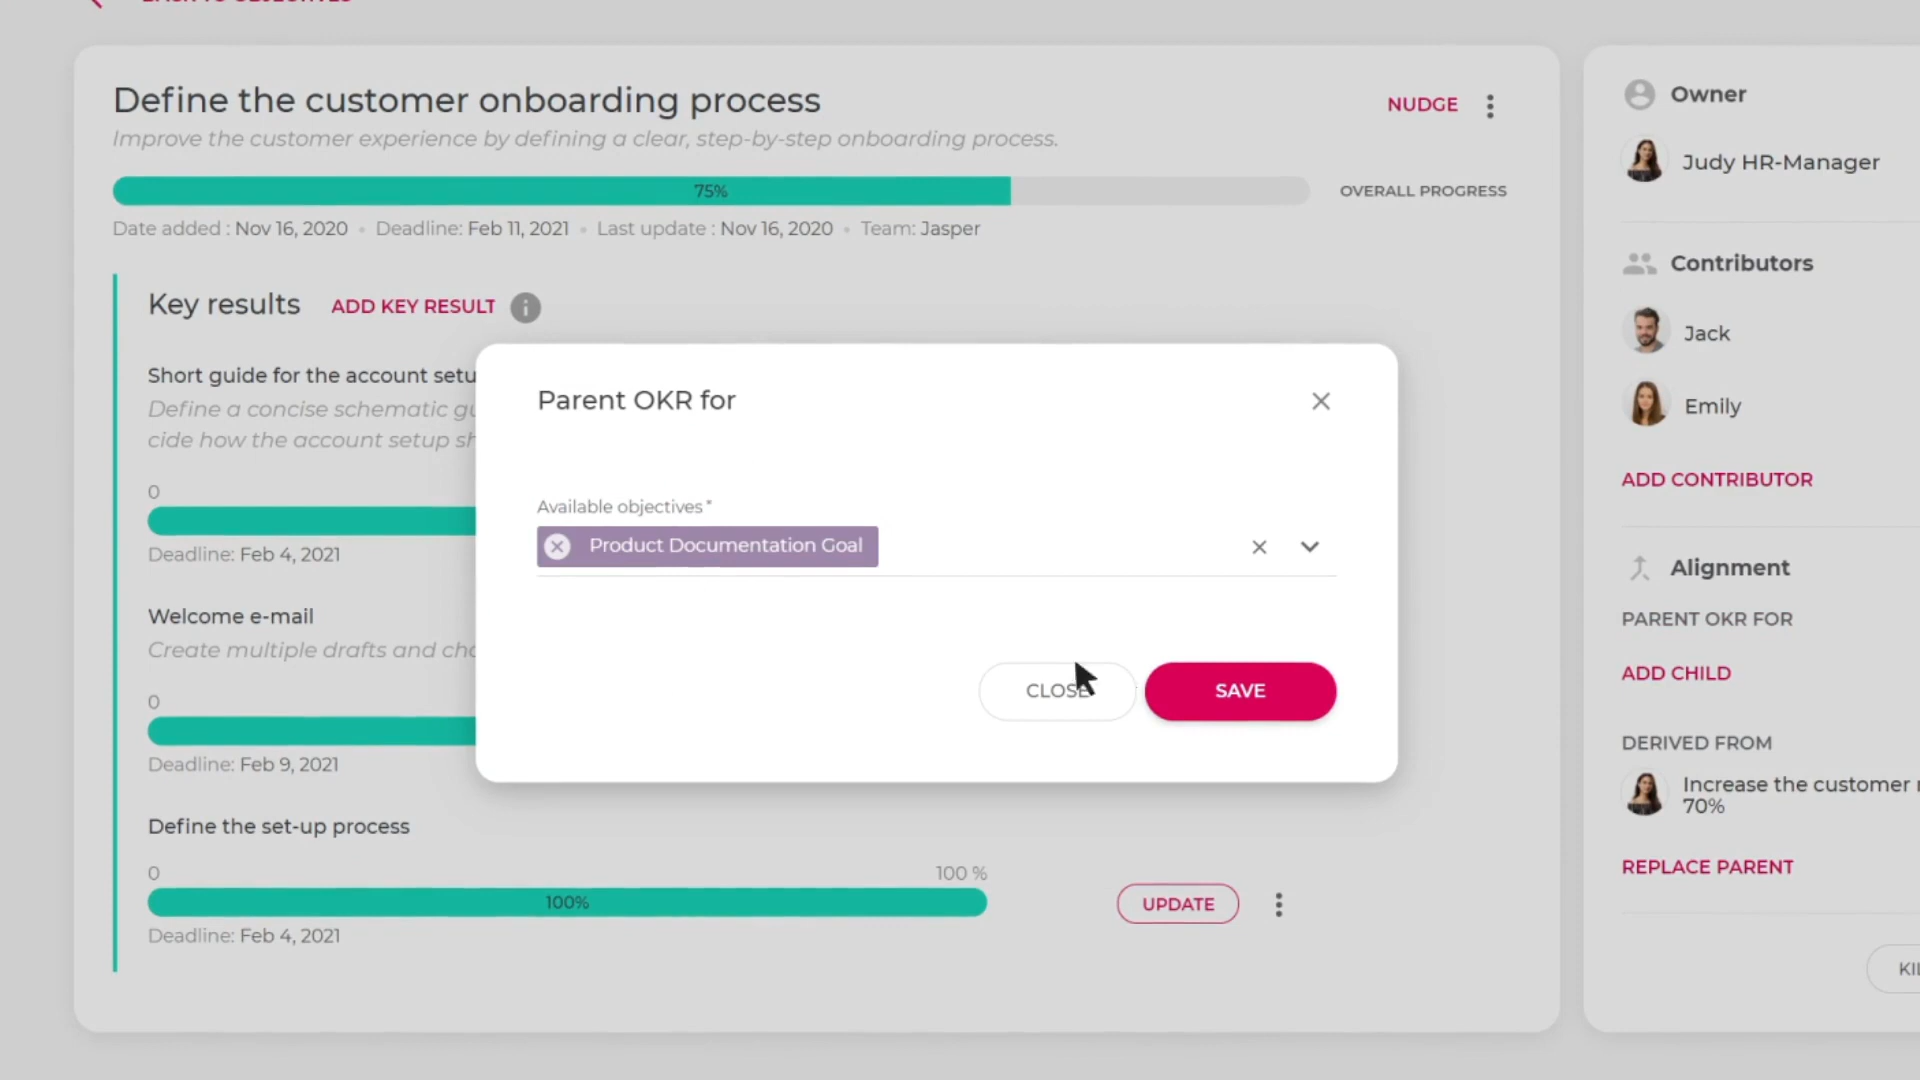 Define the customer onboarding process
NUDGE
Improve the customer experience by defining a clear, step-by-step onboarding process.
75%
OVERALL PROGRESS
Date added : Nov 16, 2020 • Deadline: Feb 11, 2021 • Last update : Nov 16, 2020 • Team: Jasper
Key results
ADD KEY RESULT
Short guide for the account
Define a concise schematic
cide how the account setup
0
Deadline: Feb 4, 2021
Welcome e-mail
Create multiple drafts and
0
Deadline: Feb 9, 2021
Define the set-up process
0
100 %
100%
UPDATE
Deadline: Feb 4, 2021
Parent OKR for
Available objectives *
Product Documentation Goal
CLOSE
SAVE
Owner
Judy HR-Manager
Contributors
Jack
Emily
ADD CONTRIBUTOR
Alignment
PARENT OKR FOR
ADD CHILD
DERIVED FROM
Increase the customer
70%
REPLACE PARENT